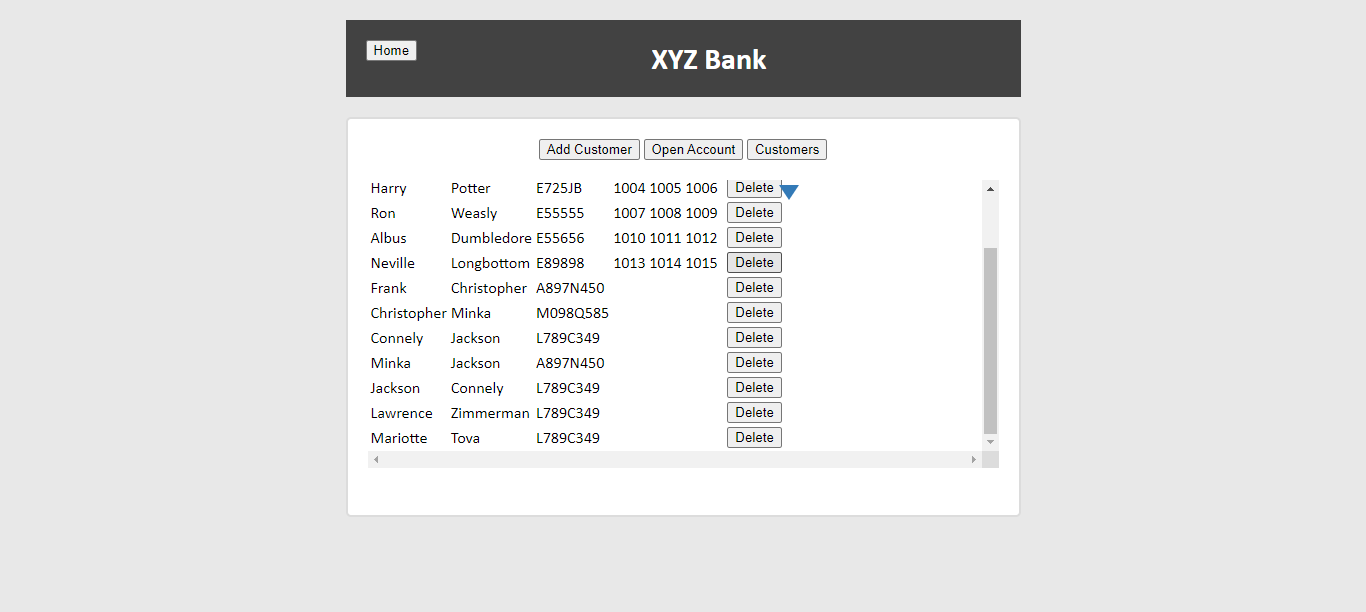 Home
XYZ Bank
Add Customer Open Account Customers
Harry Potter E725JB 1004 1005 1006 Delete
Ron Weasly E55555 1007 1008 1009 Delete
Albus Dumbledore E55656 1010 1011 1012 Delete
Neville Longbottom E89898 1013 1014 1015 Delete
Frank Christopher A897N450 Delete
Christopher Minka M098Q585 Delete
Connely Jackson L789C349 Delete
Minka Jackson A897N450 Delete
Jackson Connely L789C349 Delete
Lawrence Zimmerman L789C349 Delete
Mariotte Tova L789C349 Delete